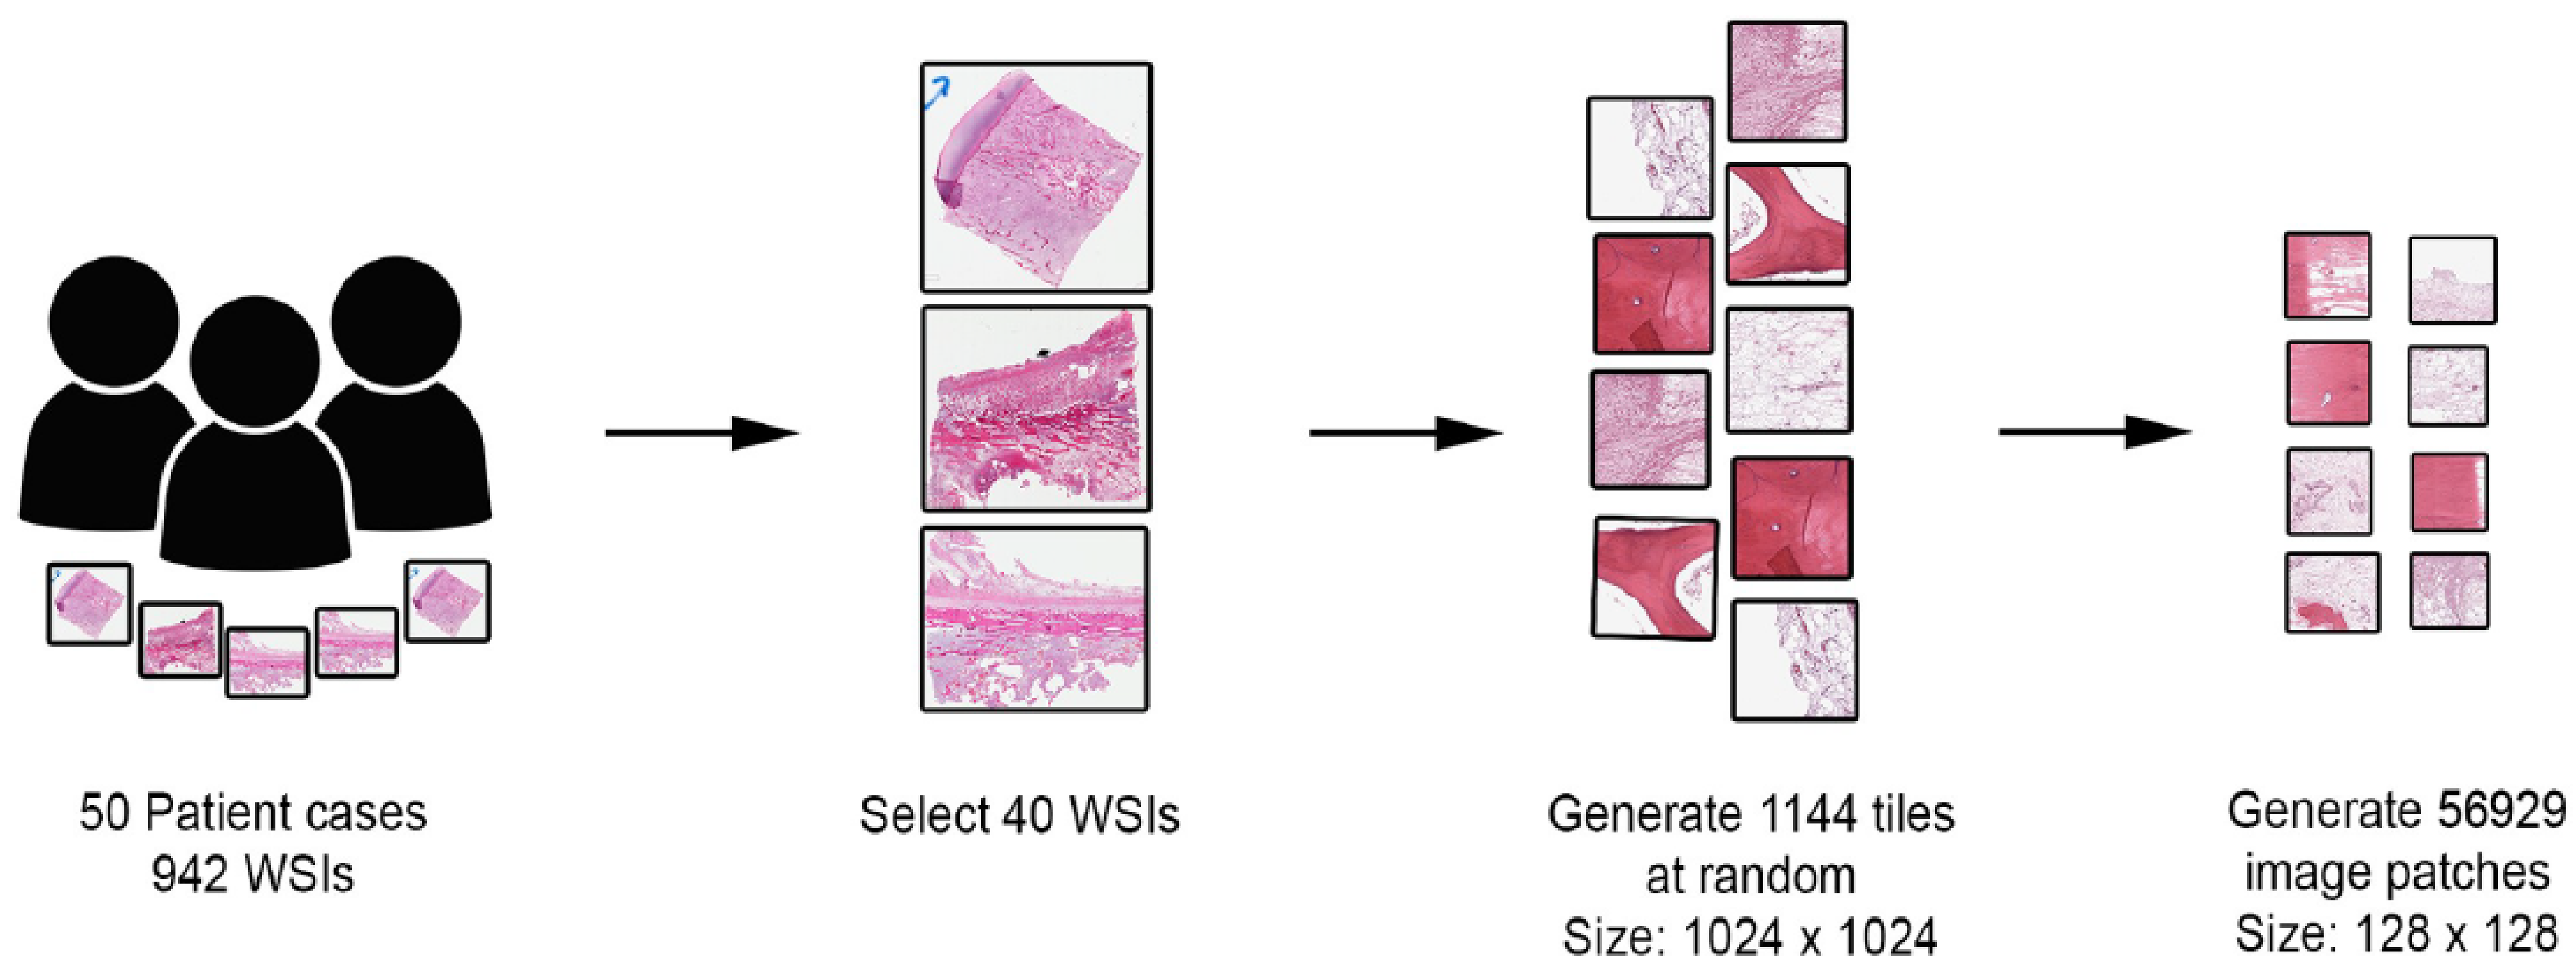 50 Patient cases
942 WSIs
Select 40 WSIs
Generate 1144 tiles
at random
Size: 1024 x 1024
Generate 56929
image patches
Size: 128 x 128